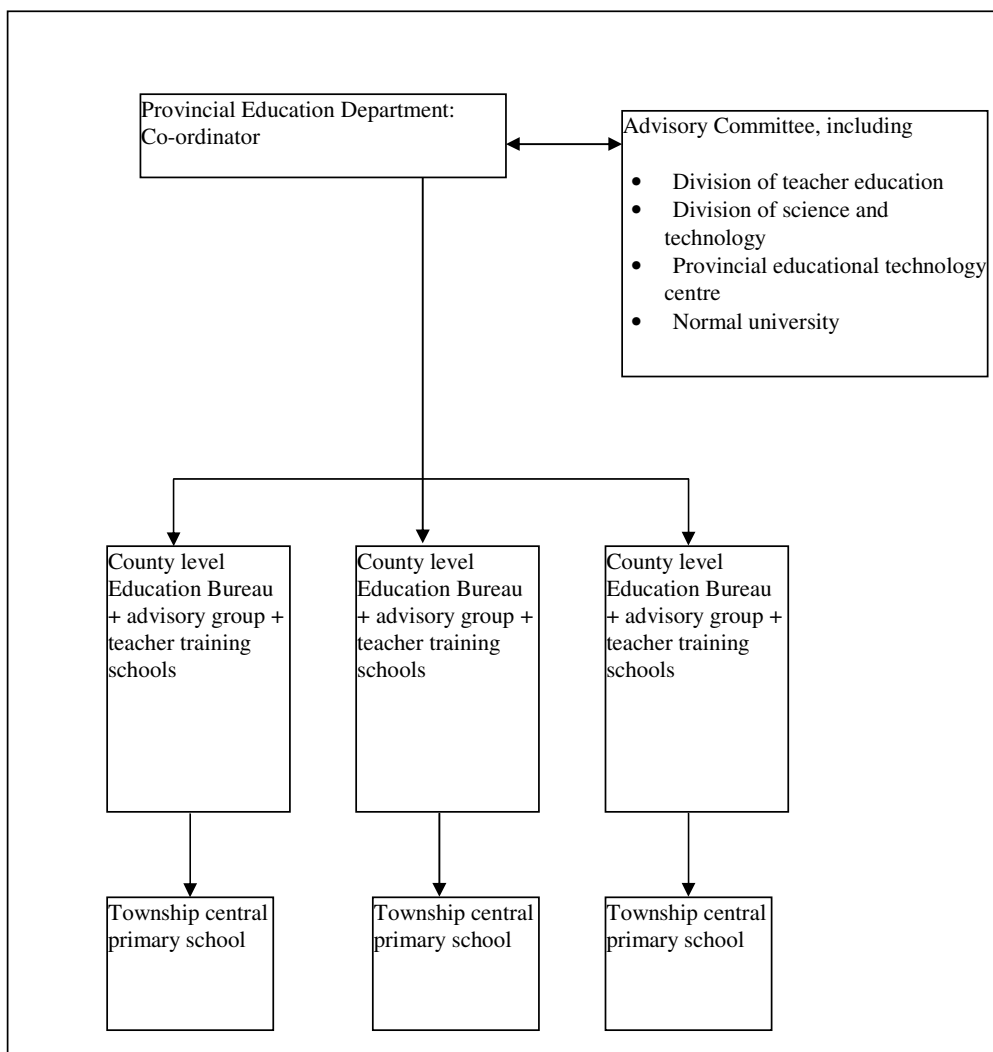 Provincial Education Department:
Co-ordinator
Advisory Committee, including
• Division of teacher education
• Division of science and
technology
• Provincial educational technology
centre
• Normal university
County level
Education Bureau
+ advisory group +
teacher training
schools
County level
Education Bureau
+ advisory group +
teacher training
schools
County level
Education Bureau
+ advisory group +
teacher training
schools
Township central
primary school
Township central
primary school
Township central
primary school